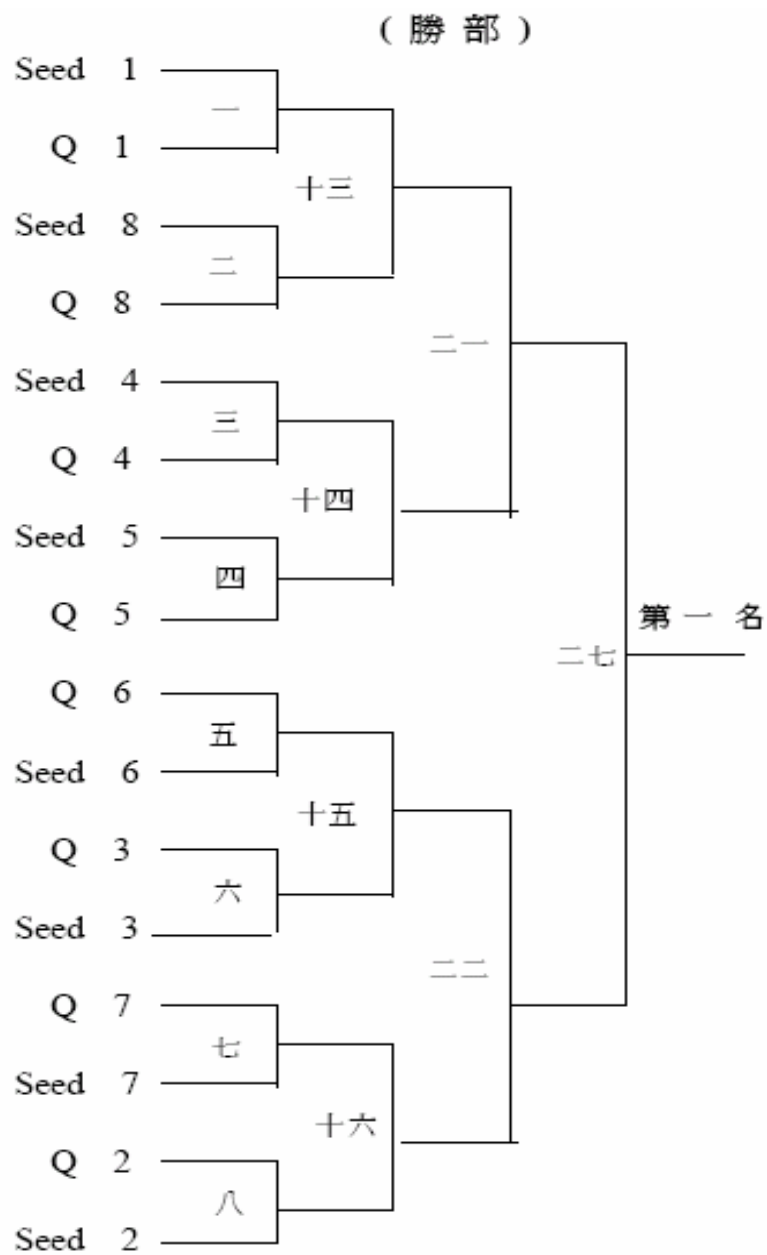 ( 勝 部 )
Seed 1
一
Q 1
十三
Seed 8
二
Q 8
二一
Seed 4
三
Q 4
十四
Seed 5
四
Q 5
第 一 名
二七
Q 6
五
Seed 6
十五
Q 3
六
Seed 3
二二
Q 7
七
Seed 7
十六
Q 2
八
Seed 2